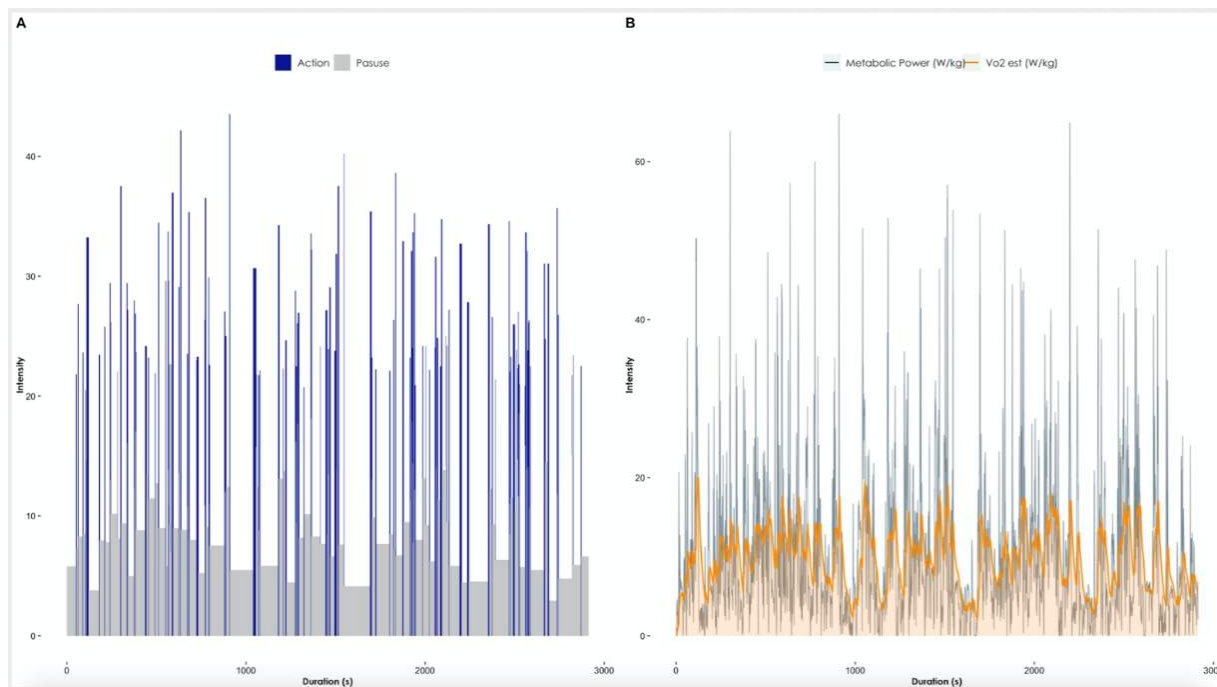 A
Action
Pasuse
40
30
20
10
0
Intensity
0
1000
2000
3000
Duration (s)
B
Metabolic Power (W/kg)
Vo2 est (W/kg)
60
40
20
0
Intensity
0
1000
2000
300
Duration (s)